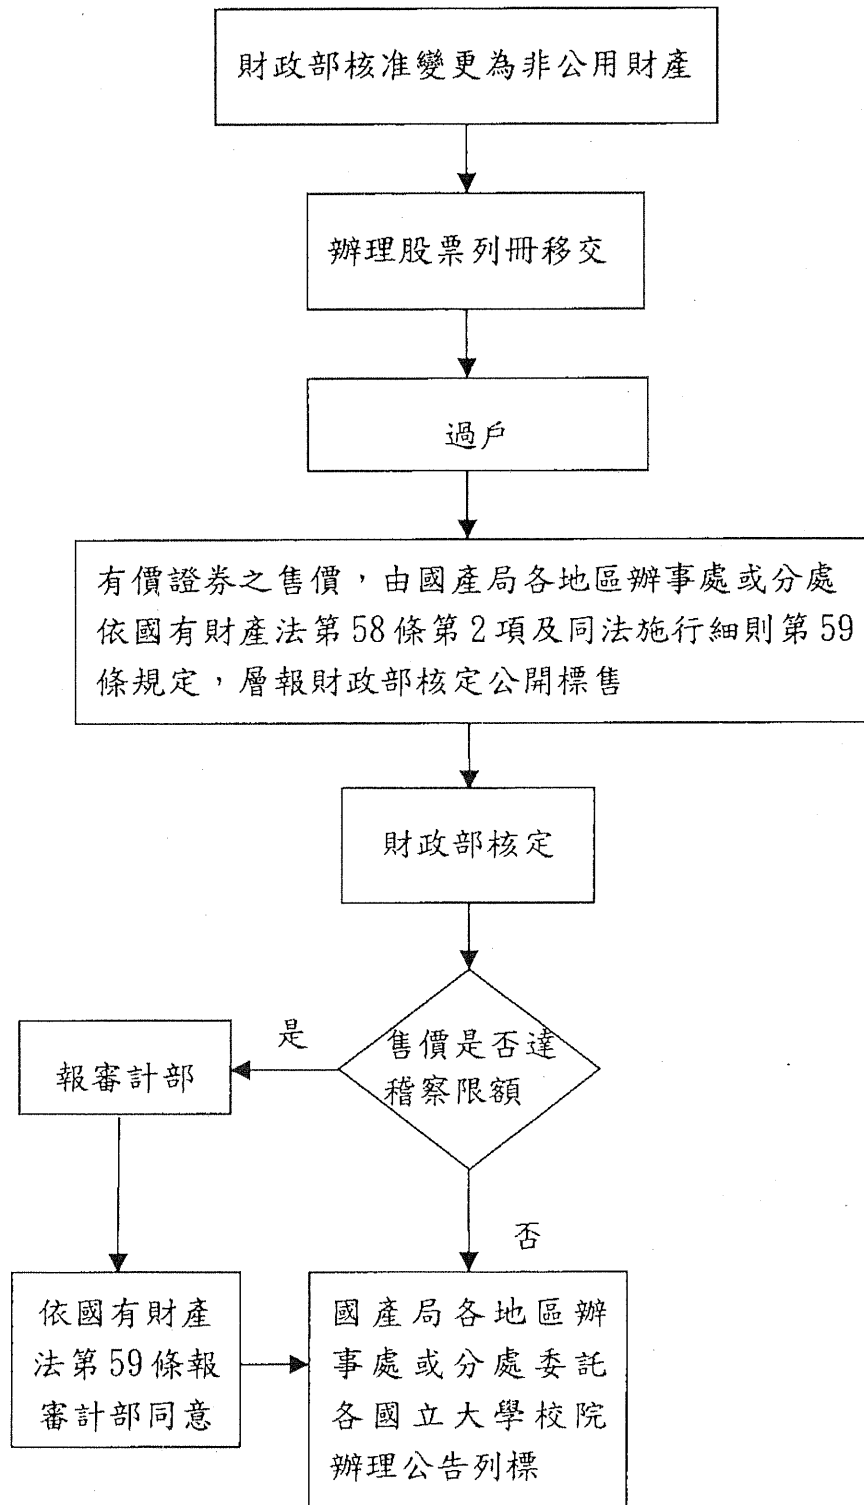 財政部核准變更為非公用財產
辦理股票列冊移交
過戶
有價證券之售價，由國產局各地區辦事處或分處
依國有財產法第58條第2項及同法施行細則第59
條規定，層報財政部核定公開標售
財政部核定
售價是否達
稽察限額
是
報審計部
否
依國有財產
法第59條報
審計部同意
國產局各地區辦
事處或分處委託
各國立大學校院
辦理公告列標